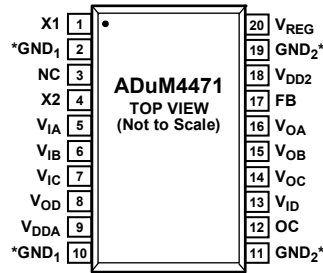 X1 1 20 VREG
*GND1 2 19 GND2*
NC 3 18 VDD2
X2 4 17 FB
VIA 5 16 VOA
VIB 6 15 VOB
VIC 7 14 VOC
VOD 8 13 VID
VDDA 9 12 OC
*GND1 10 11 GND2*
ADuM4471
TOP VIEW
(Not to Scale)